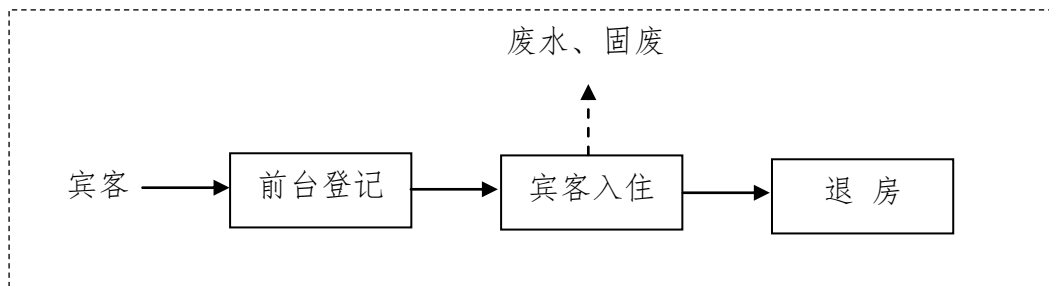 废水、固废
宾客
前台登记
宾客入住
退 房